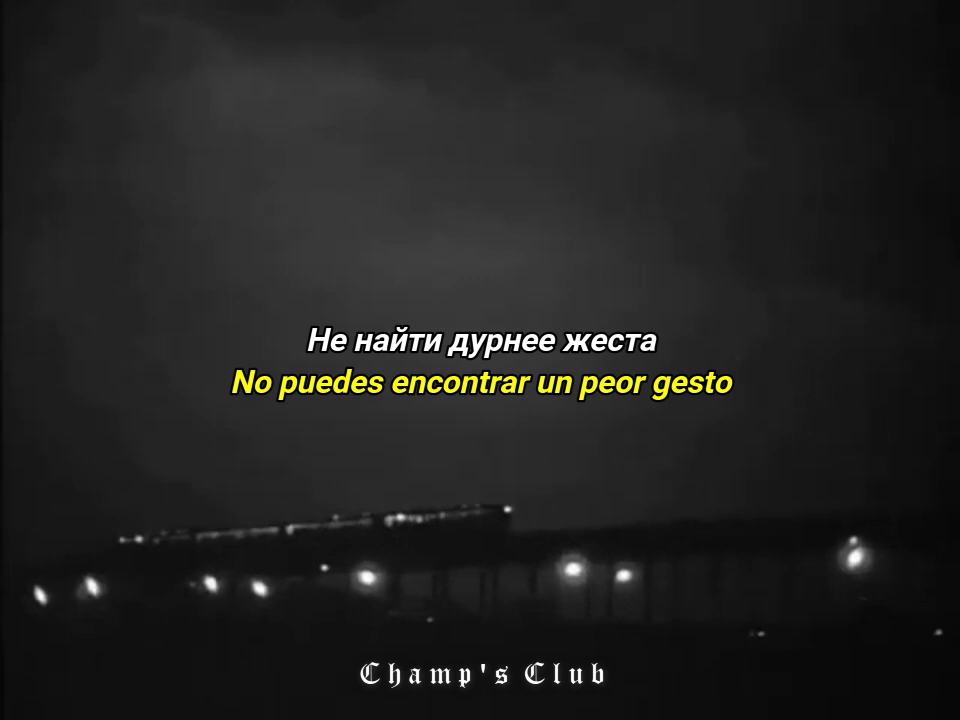 Не найти дурнее жеста
No puedes encontrar un peor gesto
Champ's Club